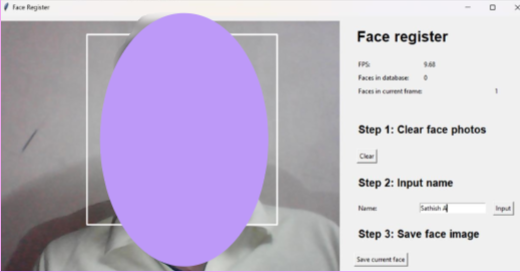 Face Register
Face register
FPS: 9.68
Faces in database: 0
Faces in current frame: 1
Step 1: Clear face photos
Clear
Step 2: Input name
Name: Sathish A Input
Step 3: Save face image
Save current face